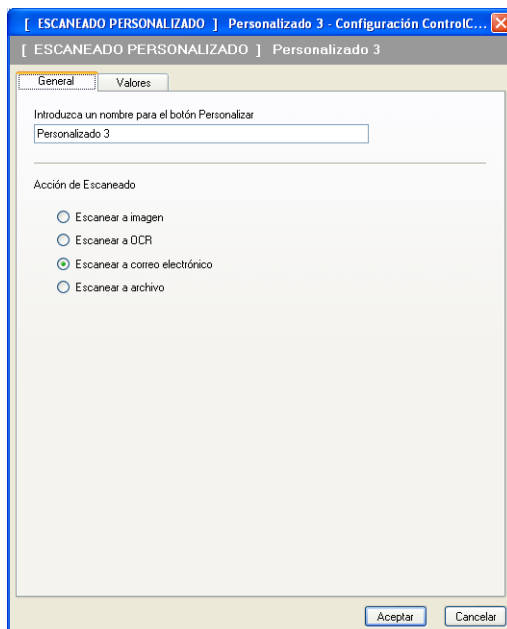 [ ESCANEADO PERSONALIZADO ] Personalizado 3 - Configuración ControlC...
[ ESCANEADO PERSONALIZADO ] Personalizado 3
General Valores
Introduzca un nombre para el botón Personalizar
Personalizado 3
Acción de Escaneado
Escanear a imagen
Escanear a OCR
Escanear a correo electrónico
Escanear a archivo
Aceptar Cancelar